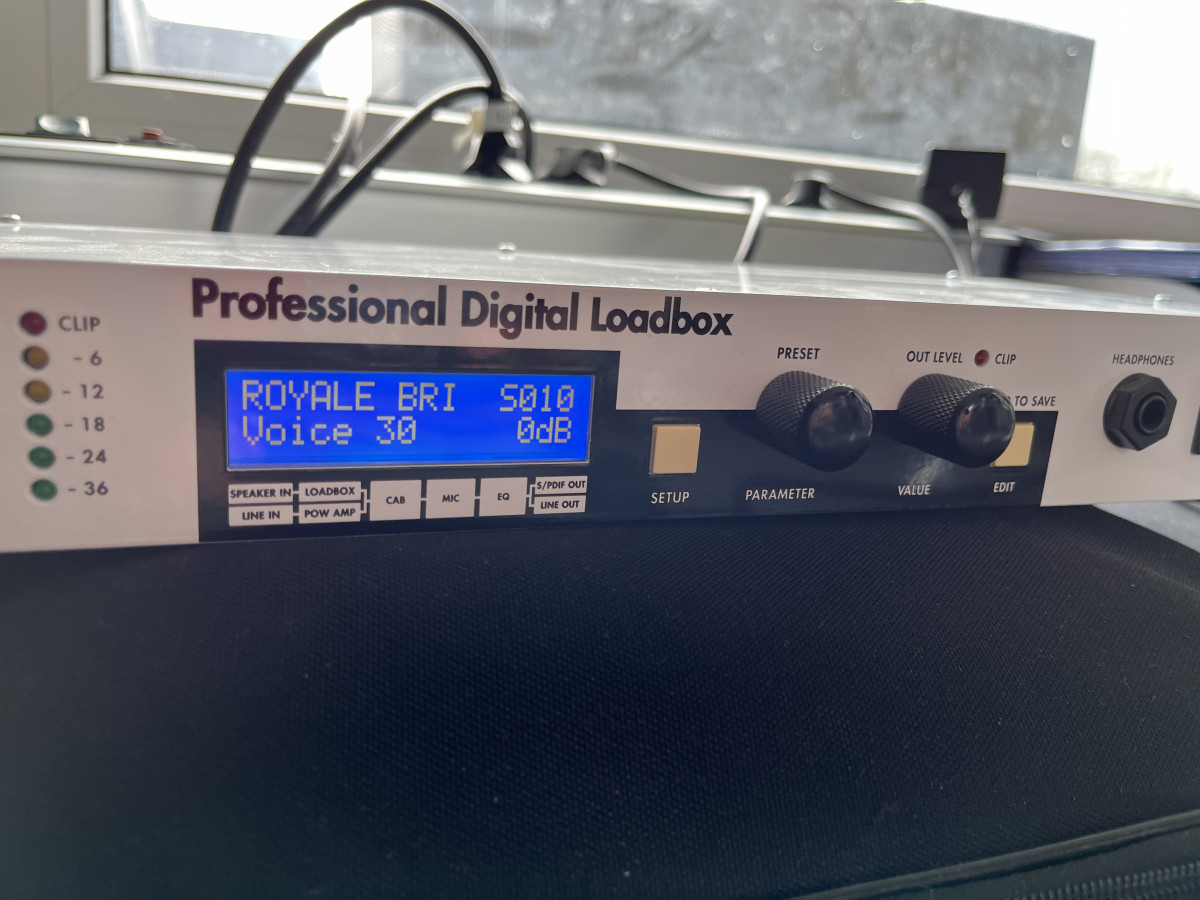 Professional Digital Loadbox
CLIP
- 6
- 12
- 18
- 24
- 36
ROYALE BRI S010
Voice 30 0dB
SPEAKER IN
LINE IN
LOADBOX
POW AMP
CAB
MIC
EQ
S/PDIF OUT
LINE OUT
SETUP
PRESET
PARAMETER
OUT LEVEL
CLIP
TO SAVE
VALUE
EDIT
HEADPHONES